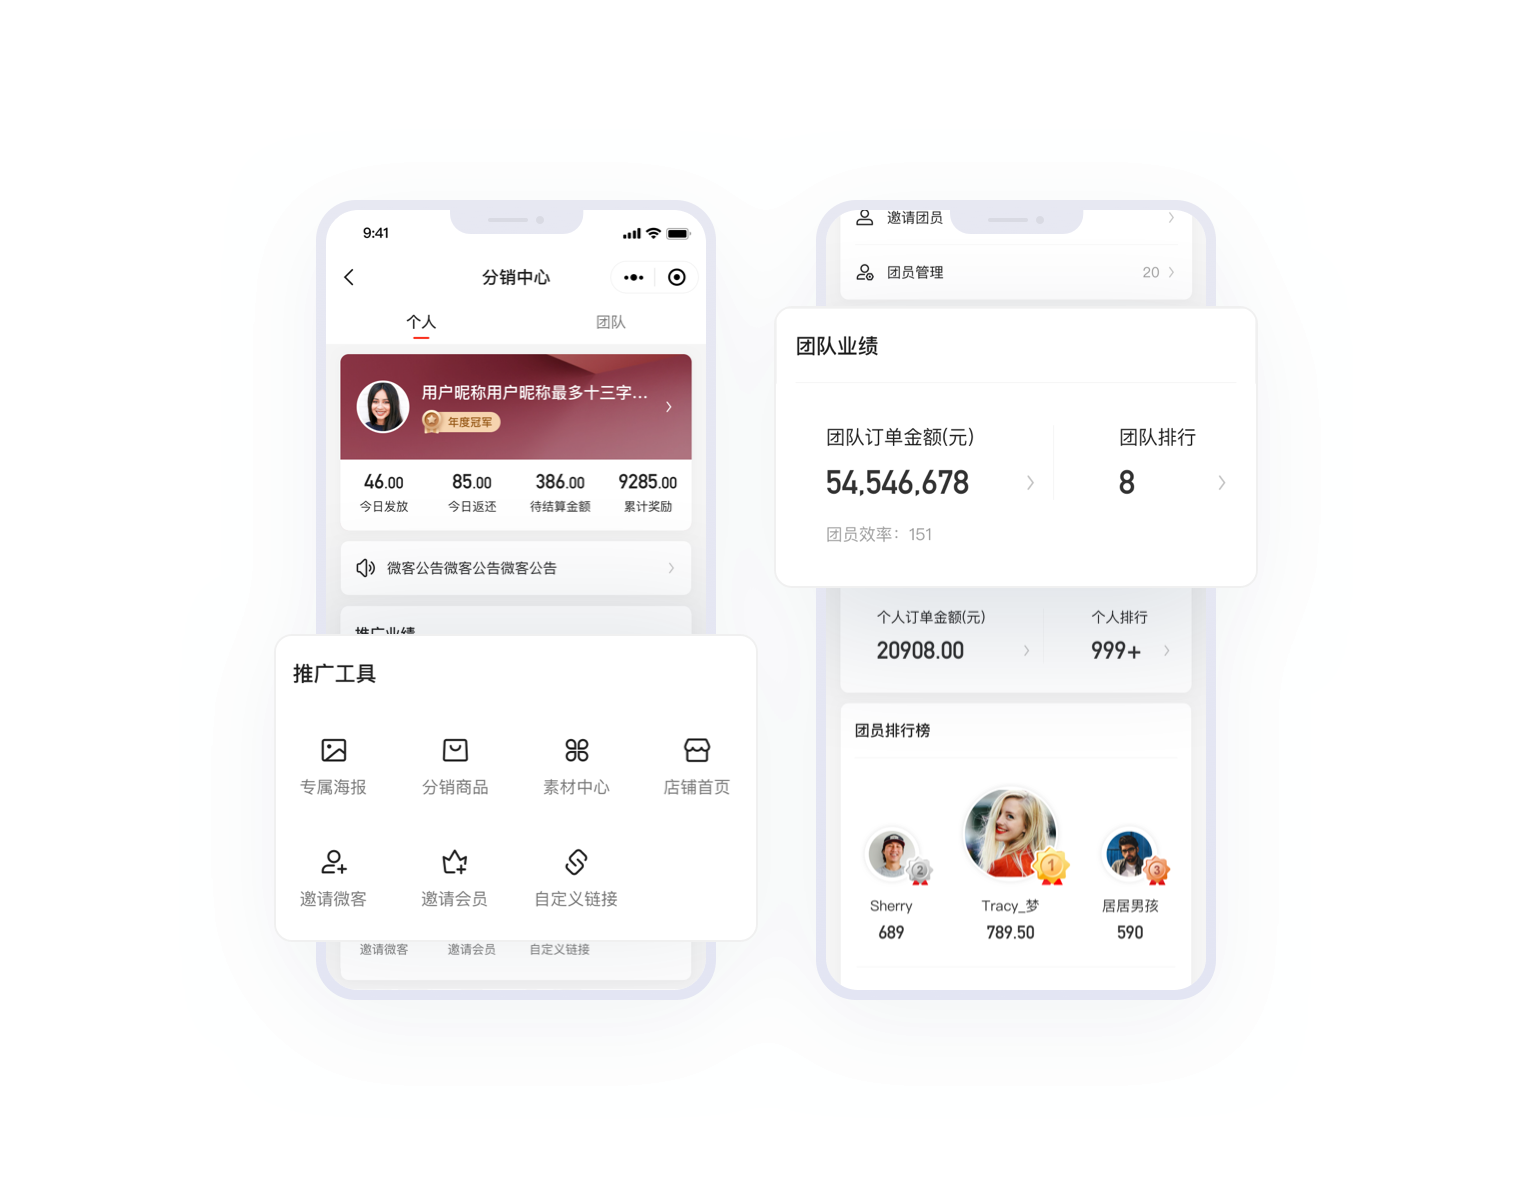 9:41
分销中心
个人
团队
用户昵称用户昵称最多十三字...
年度冠军
46.00
85.00
386.00
9285.00
今日发放
今日返还
待结算金额
累计奖励
微客公告微客公告微客公告
推广业绩
推广工具
专属海报
分销商品
素材中心
店铺首页
邀请微客
邀请会员
自定义链接
邀请微客
邀请会员
自定义链接
邀请团员
团员管理
20
团队业绩
团队订单金额(元)
团队排行
54,546,678
8
团员效率：151
个人订单金额(元)
个人排行
20908.00
999+
团员排行榜
2
1
3
Sherry
Tracy_梦
居居男孩
689
789.50
590